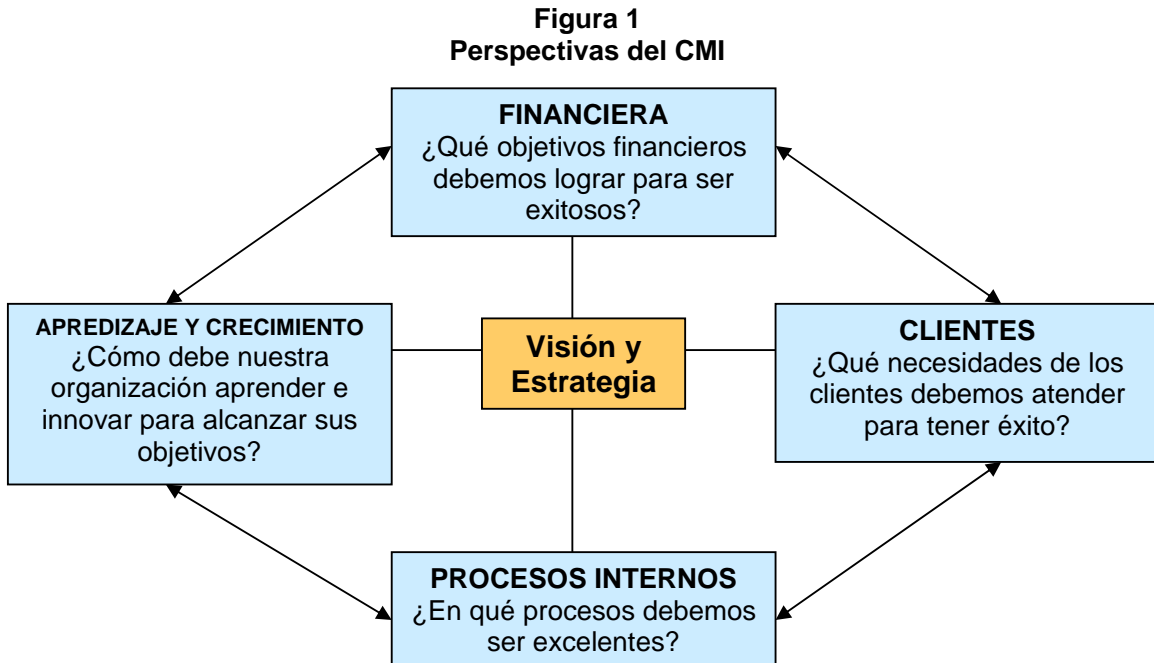 Figura 1
Perspectivas del CMI
FINANCIERA
¿Qué objetivos financieros
debemos lograr para ser
exitosos?
APREDIZAJE Y CRECIMIENTO
¿Cómo debe nuestra
organización aprender e
innovar para alcanzar sus
objetivos?
Visión y
Estrategia
CLIENTES
¿Qué necesidades de los
clientes debemos atender
para tener éxito?
PROCESOS INTERNOS
¿En qué procesos debemos
ser excelentes?